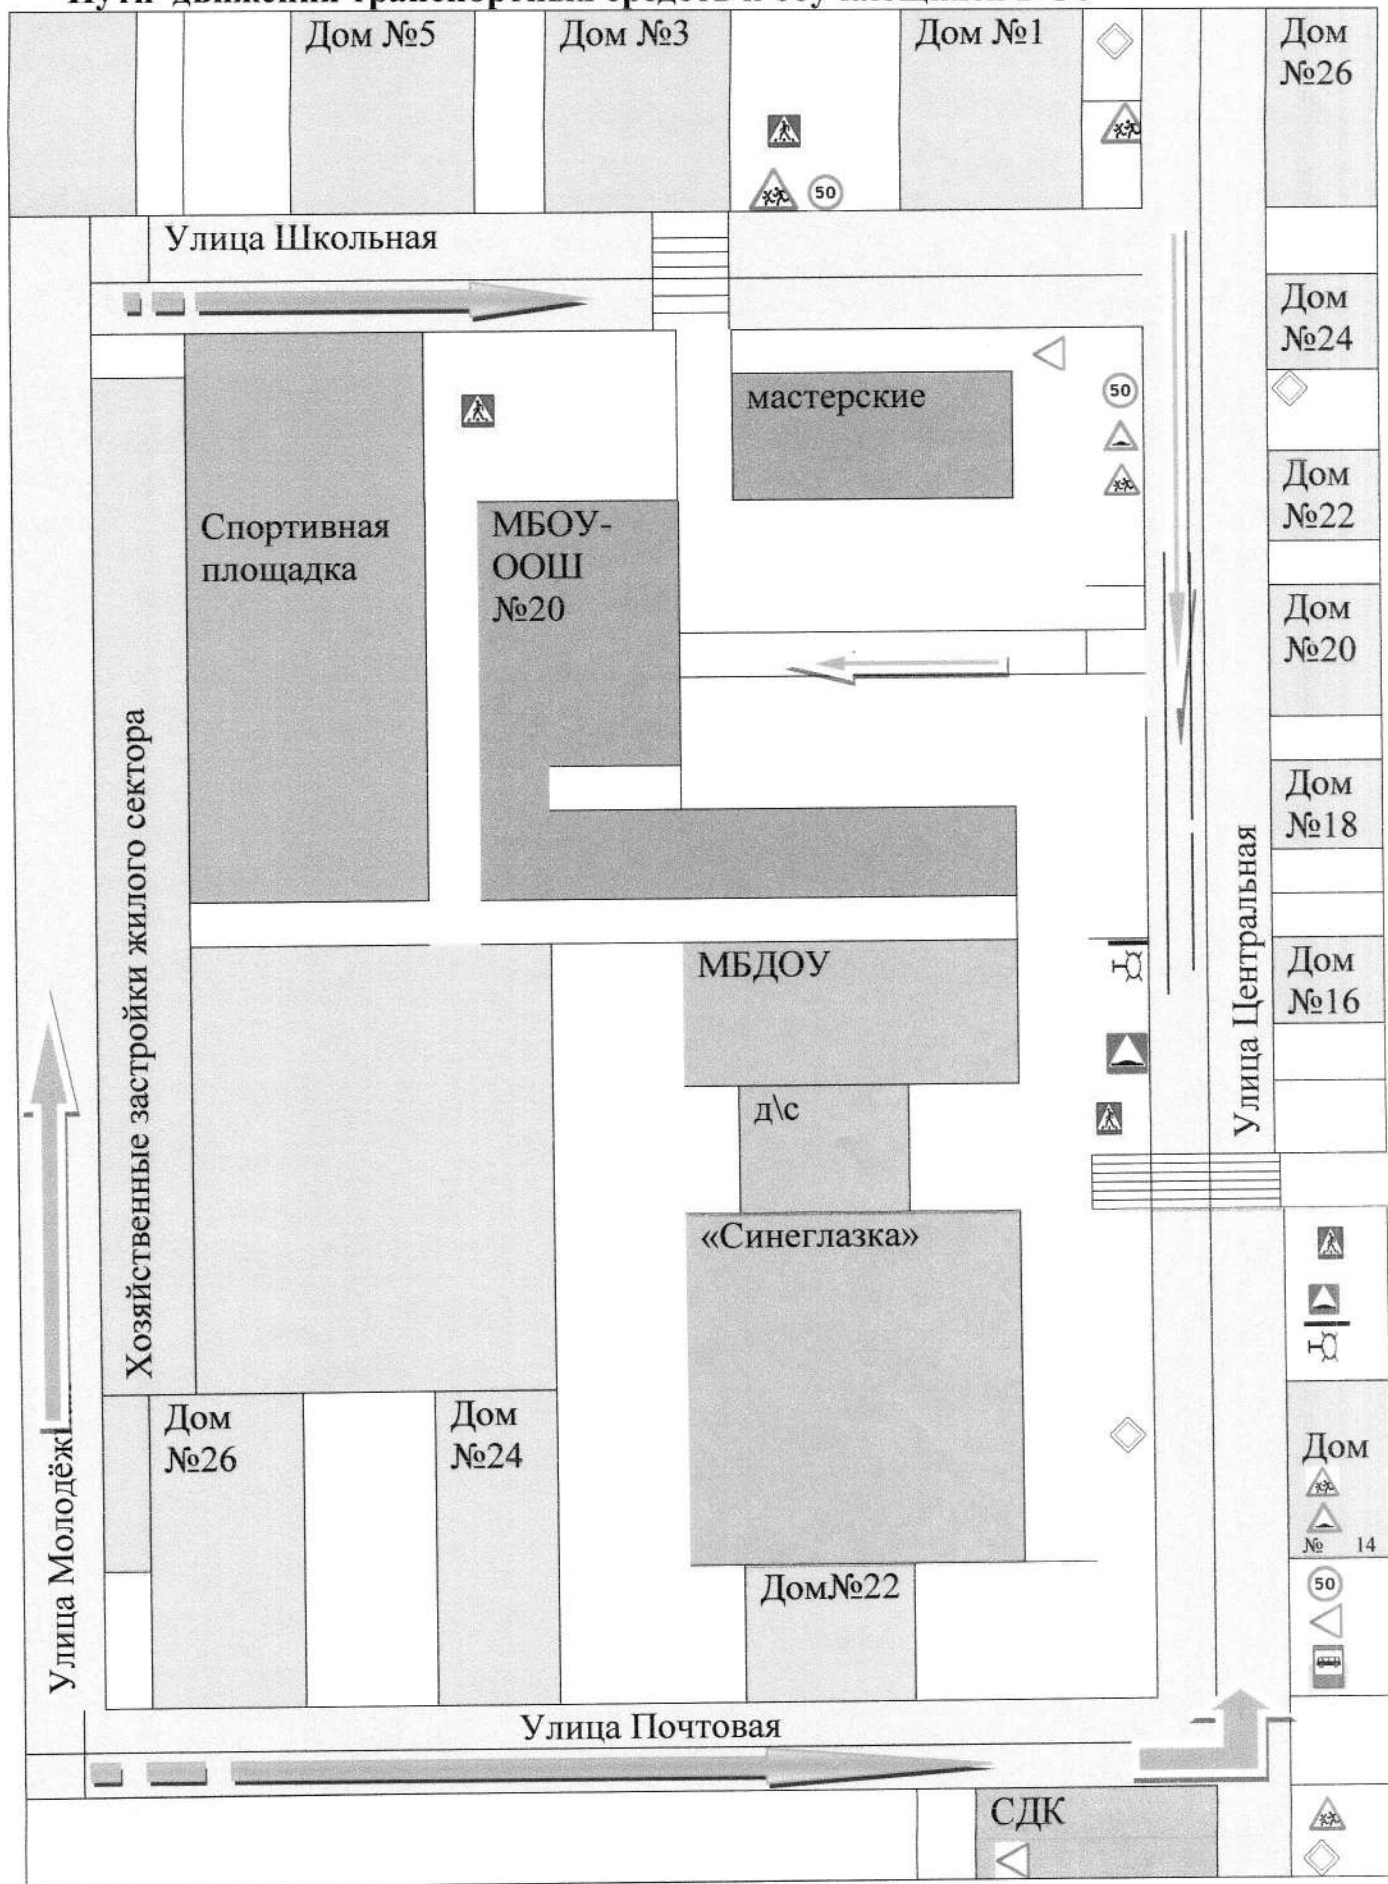 Дом №5
Дом №3
Дом №1
Дом
№26
50
Улица Школьная
Дом
№24
мастерские
50
Дом
№22
Спортивная
площадка
МБОУ-
ООШ
№20
Дом
№20
Хозяйственные застройки жилого сектора
Дом
№18
Улица Центральная
МБДОУ
Дом
№16
д\с
«Синеглазка»
Дом
№26
Дом
№24
Дом
№ 14
Улица
Дом№22
50
Улица Почтовая
СДК